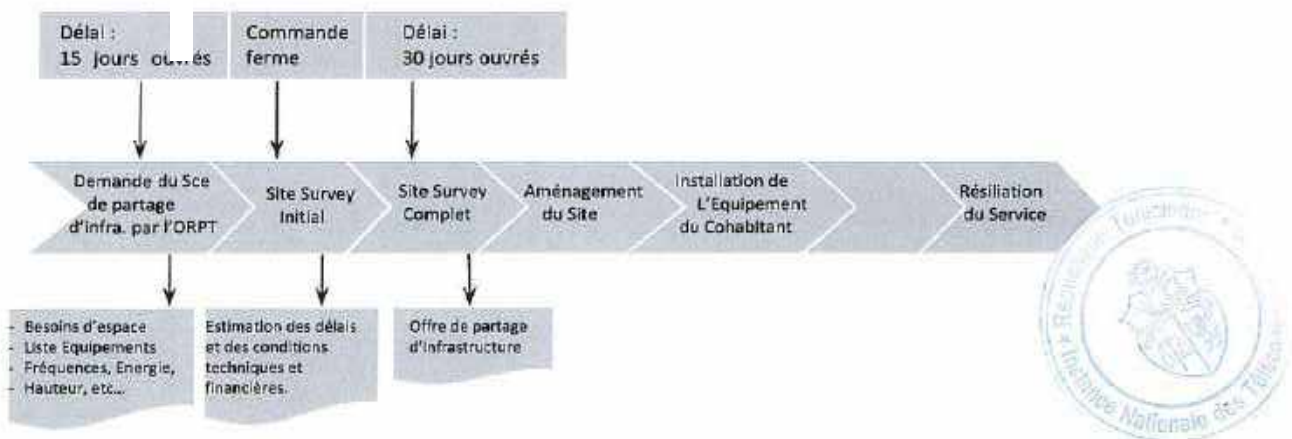 Délai :
15 jours ouvrés
Commande
ferme
Délai :
30 jours ouvrés
Demande du Sce
de partage
d'infra. par l'ORPT
Site Survey
Initial
Site Survey
Complet
Aménagement
du Site
Installation de
L'Equipement
du Cohabitant
Résiliation
du Service
- Besoins d'espace
- Liste Equipements
- Fréquences, Energie,
- Hauteur, etc...
Estimation des délais
et des conditions
techniques et
financières.
Offre de partage
d'infrastructure
Instance Nationale des